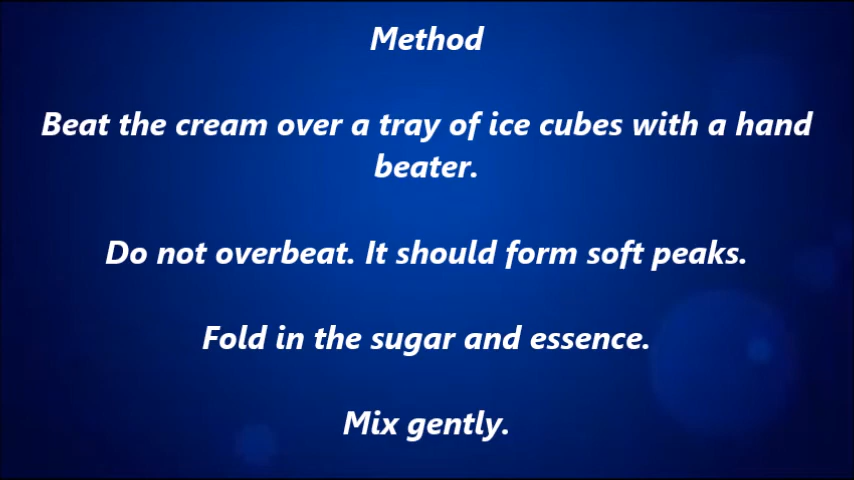 Method
Beat the cream over a tray of ice cubes with a hand
beater.
Do not overbeat. It should form soft peaks.
Fold in the sugar and essence.
Mix gently.